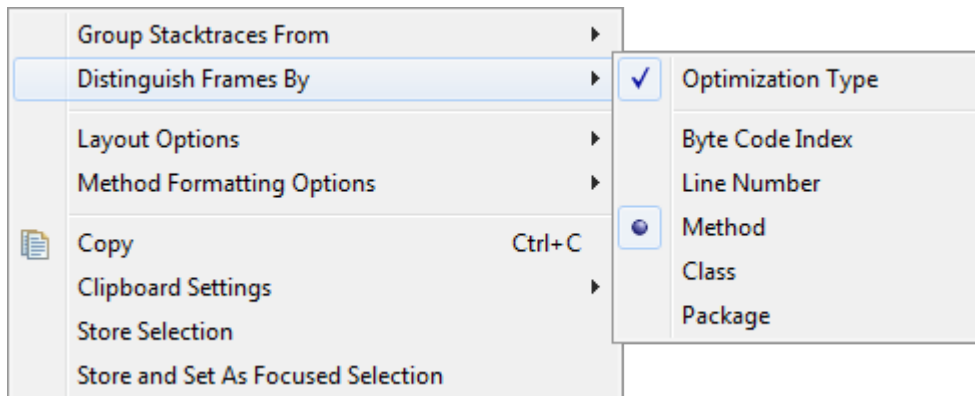 Group Stacktraces From
Distinguish Frames By
Layout Options
Method Formatting Options
Copy Ctrl+C
Clipboard Settings
Store Selection
Store and Set As Focused Selection
Optimization Type
Byte Code Index
Line Number
Method
Class
Package